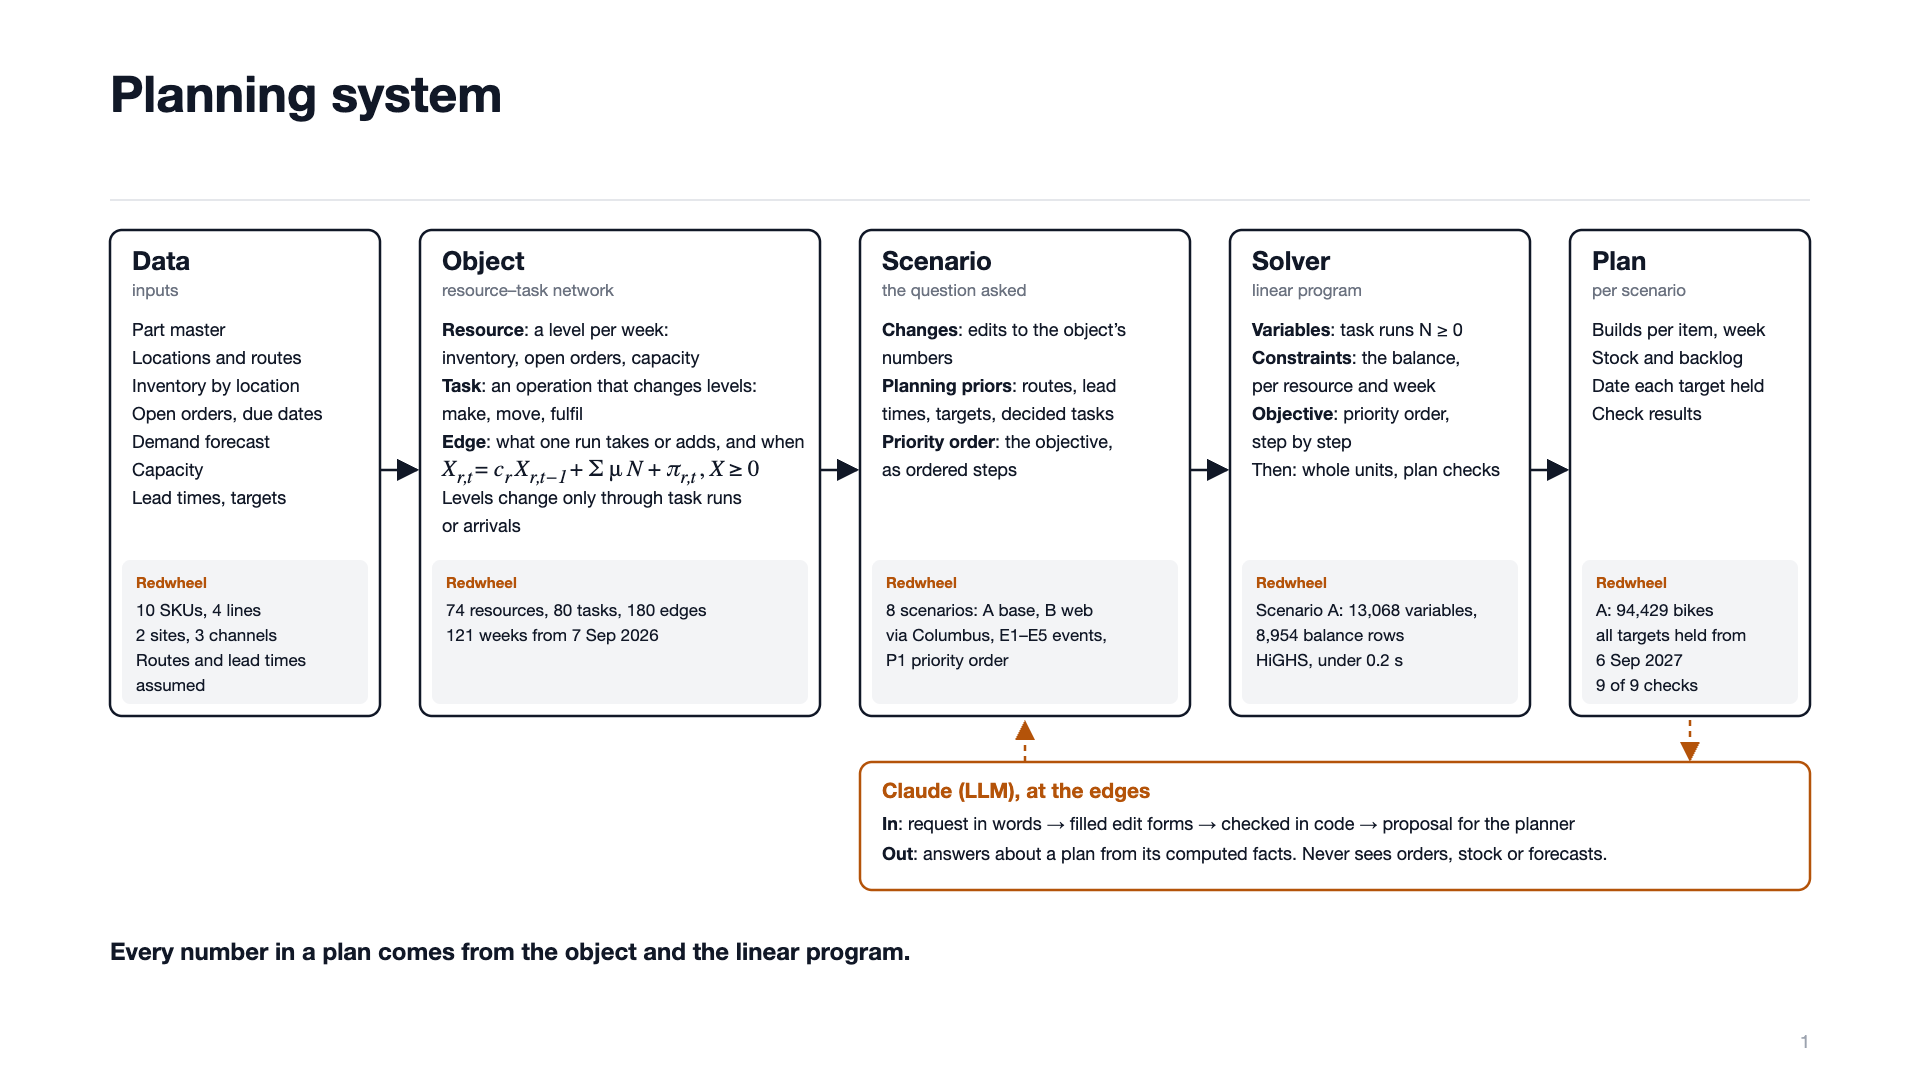 Planning system
Data
inputs
Part master
Locations and routes
Inventory by location
Open orders, due dates
Demand forecast
Capacity
Lead times, targets
Redwheel
10 SKUs, 4 lines
2 sites, 3 channels
Routes and lead times
assumed
Object
resource–task network
Resource: a level per week:
inventory, open orders, capacity
Task: an operation that changes levels:
make, move, fulfil
Edge: what one run takes or adds, and when
X_{r,t} = c_r X_{r,t−1} + Σ μ N + π_{r,t} , X ≥ 0
Levels change only through task runs
or arrivals
Redwheel
74 resources, 80 tasks, 180 edges
121 weeks from 7 Sep 2026
Scenario
the question asked
Changes: edits to the object’s
numbers
Planning priors: routes, lead
times, targets, decided tasks
Priority order: the objective,
as ordered steps
Redwheel
8 scenarios: A base, B web
via Columbus, E1–E5 events,
P1 priority order
Solver
linear program
Variables: task runs N ≥ 0
Constraints: the balance,
per resource and week
Objective: priority order,
step by step
Then: whole units, plan checks
Redwheel
Scenario A: 13,068 variables,
8,954 balance rows
HiGHS, under 0.2 s
Plan
per scenario
Builds per item, week
Stock and backlog
Date each target held
Check results
Redwheel
A: 94,429 bikes
all targets held from
6 Sep 2027
9 of 9 checks
Claude (LLM), at the edges
In: request in words → filled edit forms → checked in code → proposal for the planner
Out: answers about a plan from its computed facts. Never sees orders, stock or forecasts.
Every number in a plan comes from the object and the linear program.
1